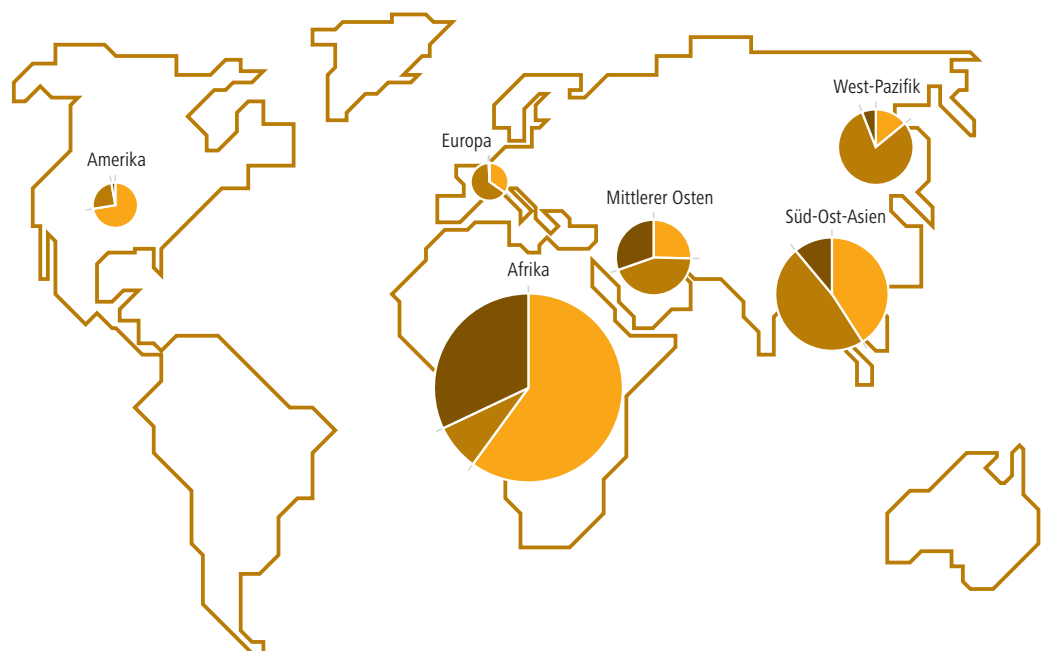 West-Pazifik
Europa
Amerika
Mittlerer Osten
Süd-Ost-Asien
Afrika